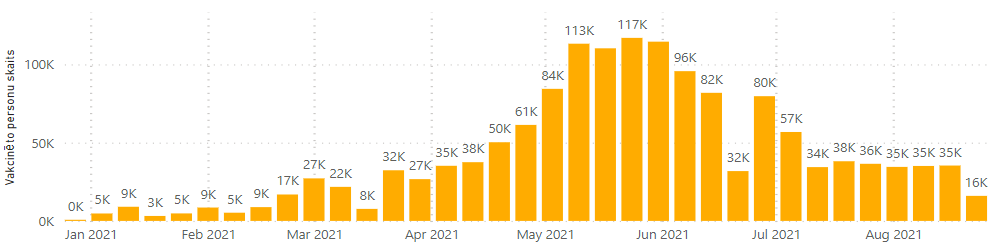 Vakcinēto personu skaits
100K
50K
0K
0K 5K 9K 3K 5K 9K 5K 9K 17K 27K 22K 8K 32K 27K 35K 38K 50K 61K 84K 113K 117K 96K 82K 32K 80K 57K 34K 38K 36K 35K 35K 35K 16K
Jan 2021 Feb 2021 Mar 2021 Apr 2021 May 2021 Jun 2021 Jul 2021 Aug 2021